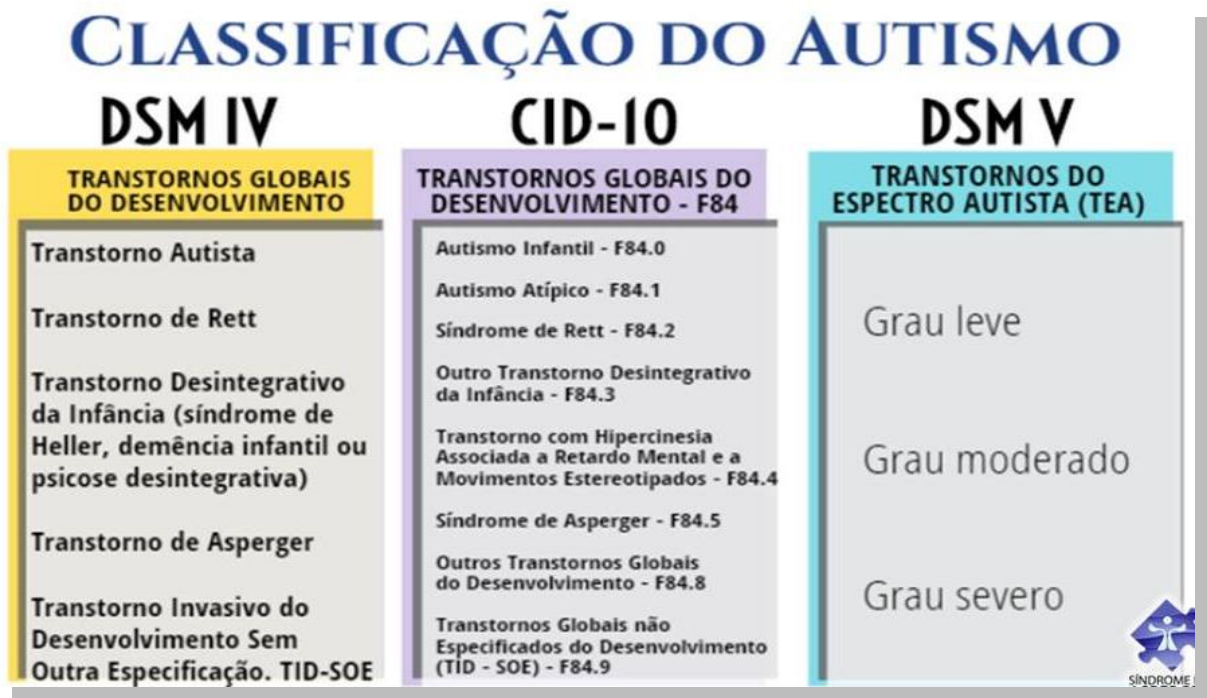 CLASSIFICAÇÃO DO AUTISMO
DSM IV
TRANSTORNOS GLOBAIS
DO DESENVOLVIMENTO
Transtorno Autista
Transtorno de Rett
Transtorno Desintegrativo
da Infância (síndrome de
Heller, demência infantil ou
psicose desintegrativa)
Transtorno de Asperger
Transtorno Invasivo do
Desenvolvimento Sem
Outra Especificação. TID-SOE
CID-10
TRANSTORNOS GLOBAIS DO
DESENVOLVIMENTO - F84
Autismo Infantil - F84.0
Autismo Atípico - F84.1
Síndrome de Rett - F84.2
Outro Transtorno Desintegrativo
da Infância - F84.3
Transtorno com Hipercinesia
Associada a Retardo Mental e a
Movimentos Estereotipados - F84.4
Síndrome de Asperger - F84.5
Outros Transtornos Globais
do Desenvolvimento - F84.8
Transtornos Globais não
Especificados do Desenvolvimento
(TID - SOE) - F84.9
DSM V
TRANSTORNOS DO
ESPECTRO AUTISTA (TEA)
Grau leve
Grau moderado
Grau severo
SÍNDROME